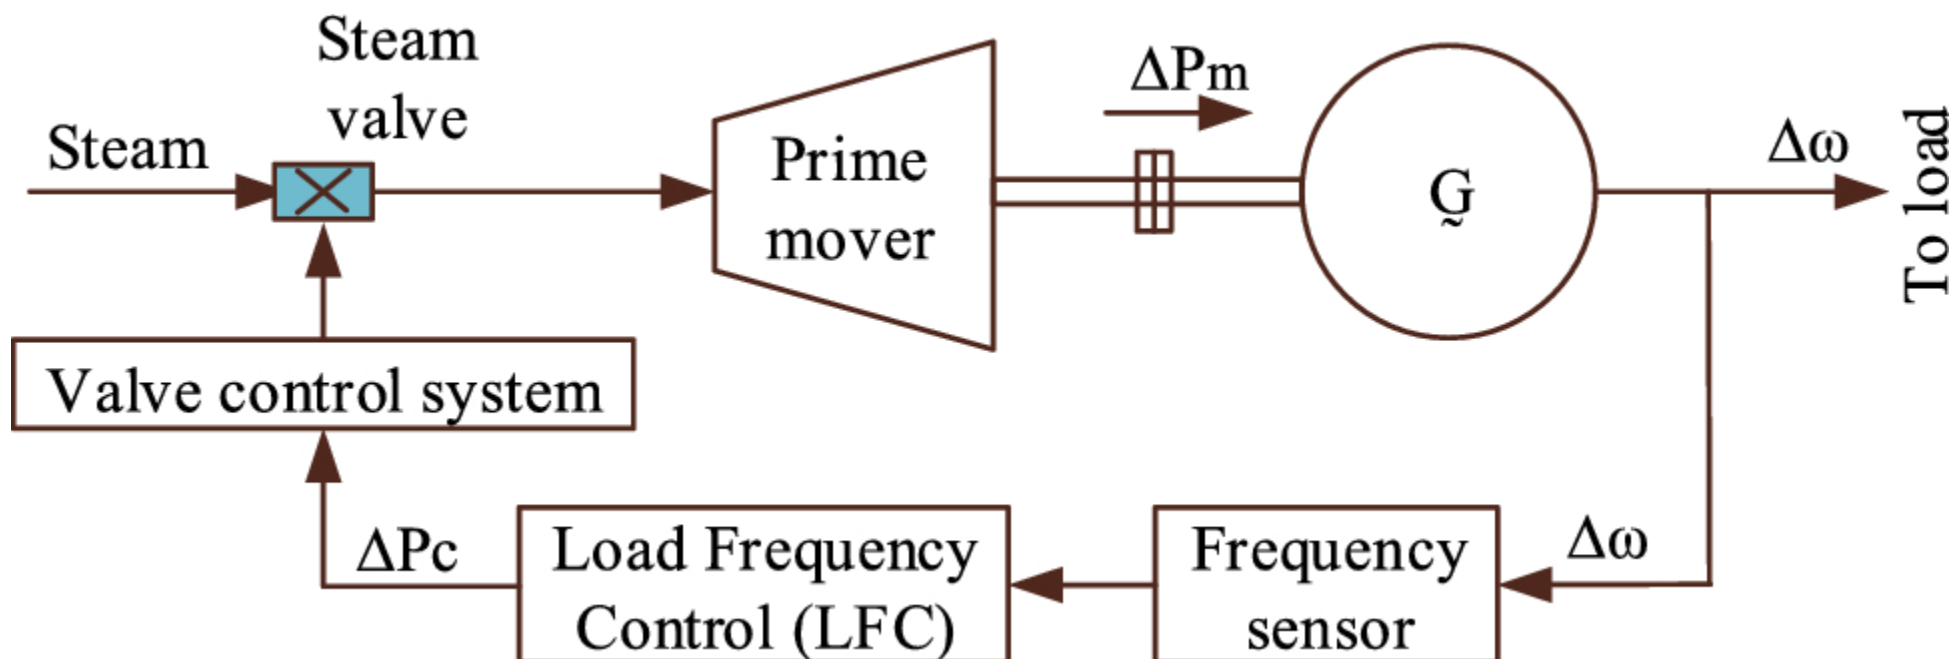 Steam
valve
Steam
ΔPm
Prime
mover
G̰
Δω
To load
Valve control system
ΔPc
Load Frequency
Control (LFC)
Frequency
sensor
Δω